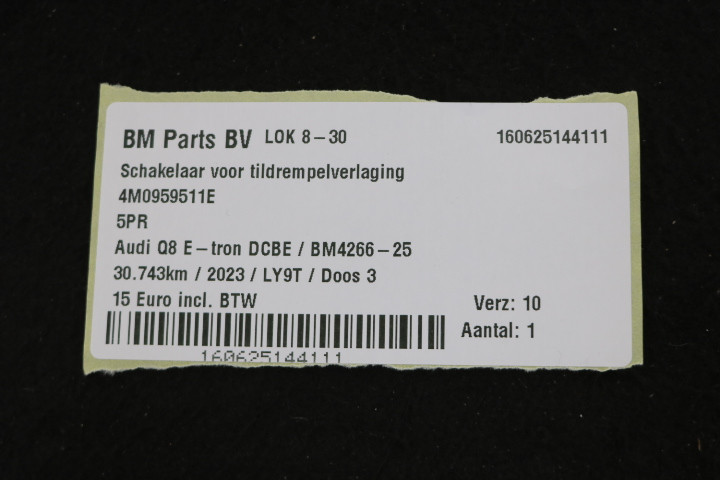 BM Parts BV LOK 8-30 160625144111
Schakelaar voor tildrempelverlaging
4M0959511E
5PR
Audi Q8 E-tron DCBE / BM4266-25
30.743km / 2023 / LY9T / Doos 3
15 Euro incl. BTW Verz: 10
Aantal: 1
160625144111